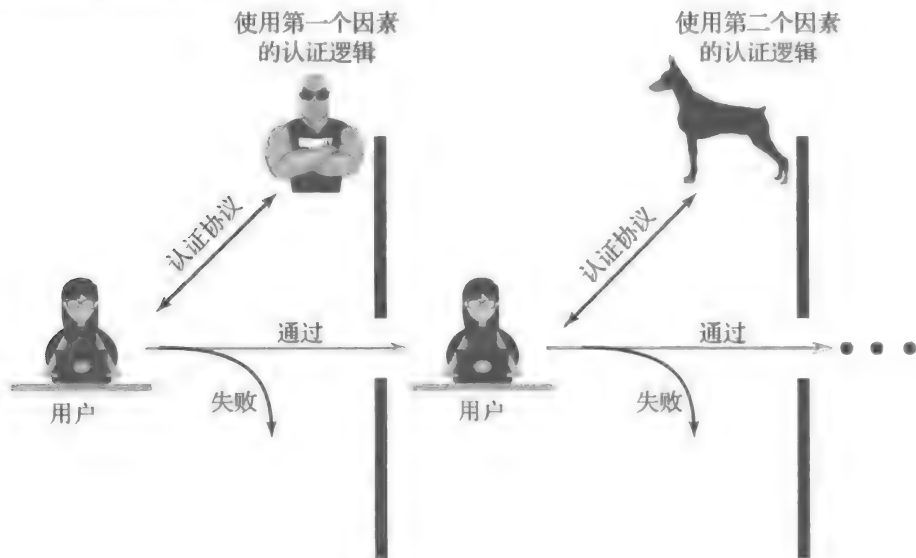 使用第一个因素
的认证逻辑
使用第二个因素
的认证逻辑
认证协议
认证协议
通过
失败
用户
通过
失败
用户